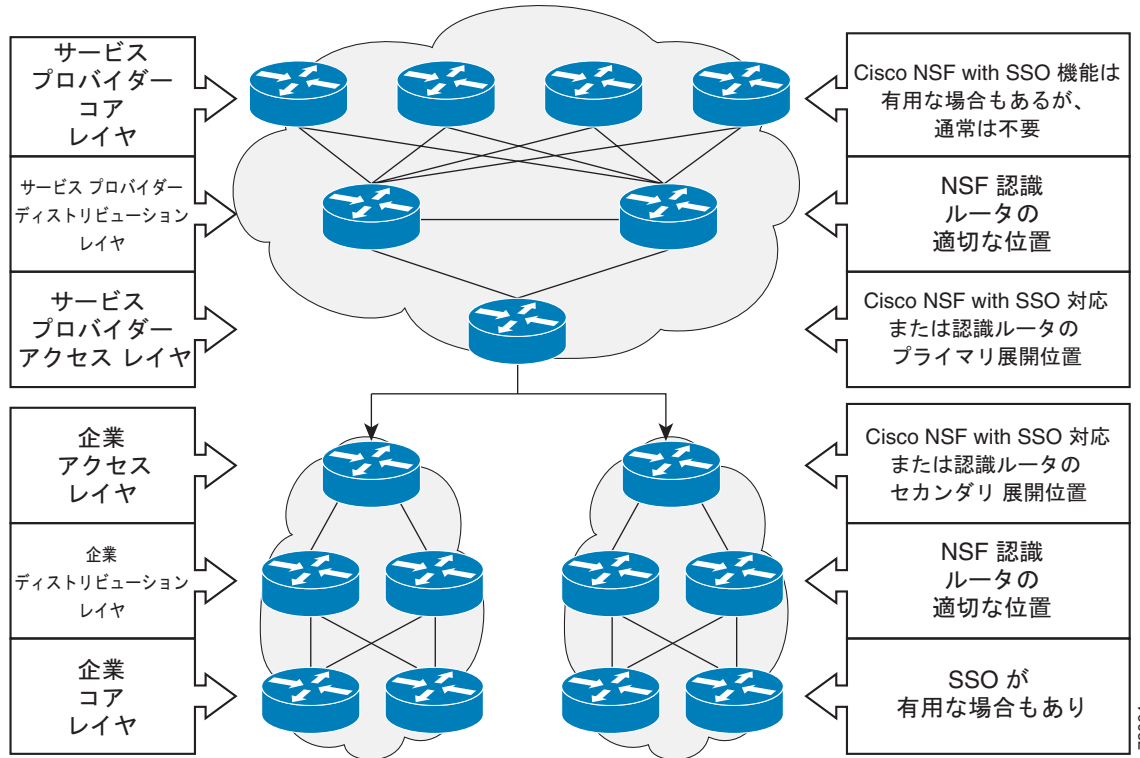 サービス
プロバイダー
コア
レイヤ
Cisco NSF with SSO 機能は
有用な場合もあるが、
通常は不要
サービス プロバイダー
ディストリビューション
レイヤ
NSF 認識
ルータの
適切な位置
サービス
プロバイダー
アクセス レイヤ
Cisco NSF with SSO 対応
または認識ルータの
プライマリ展開位置
企業
アクセス
レイヤ
Cisco NSF with SSO 対応
または認識ルータの
セカンダリ 展開位置
企業
ディストリビューション
レイヤ
NSF 認識
ルータの
適切な位置
企業
コア
レイヤ
SSO が
有用な場合もあり